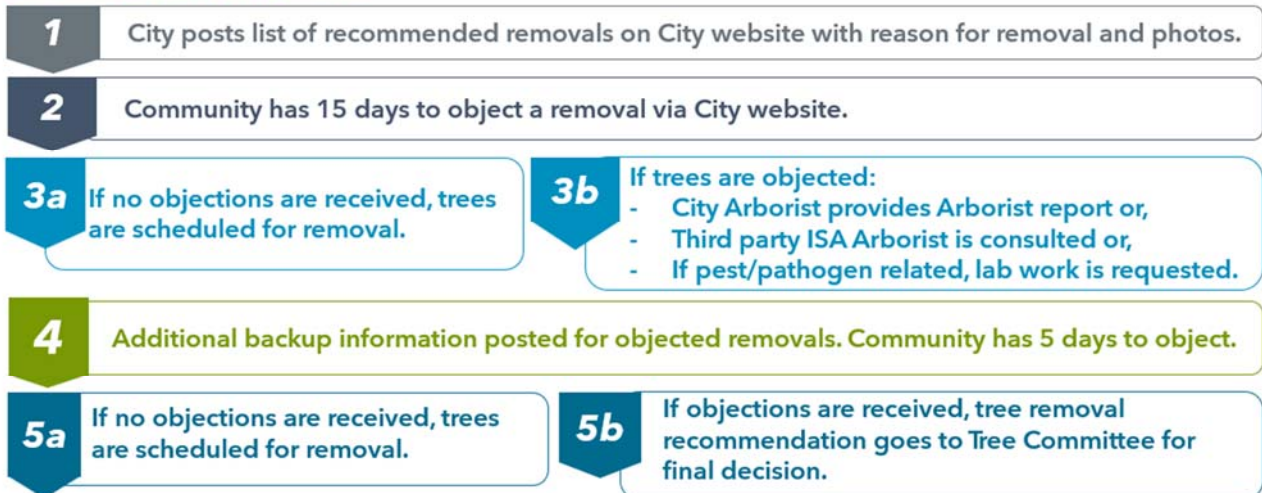 1
City posts list of recommended removals on City website with reason for removal and photos.
2
Community has 15 days to object a removal via City website.
3a
If no objections are received, trees
are scheduled for removal.
3b
If trees are objected:
- City Arborist provides Arborist report or,
- Third party ISA Arborist is consulted or,
- If pest/pathogen related, lab work is requested.
4
Additional backup information posted for objected removals. Community has 5 days to object.
5a
If no objections are received, trees
are scheduled for removal.
5b
If objections are received, tree removal
recommendation goes to Tree Committee for
final decision.